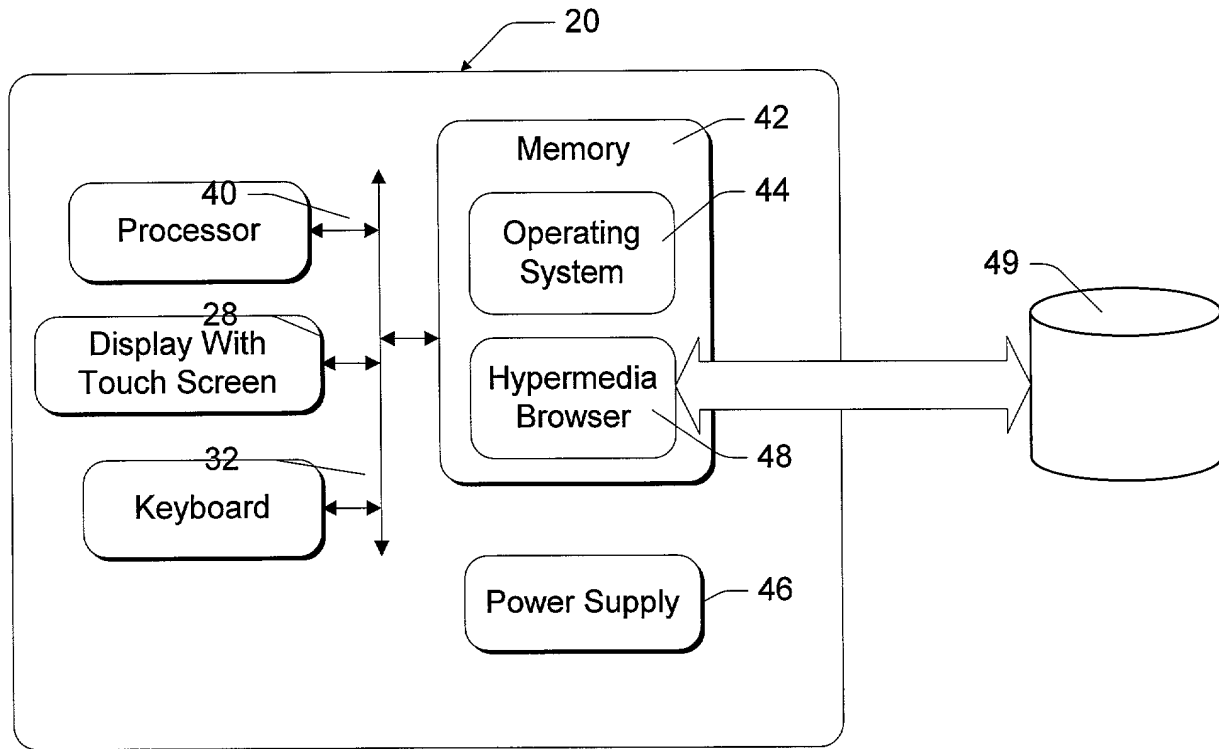 20
Memory
42
40
Processor
Operating
System
44
28
Display With
Touch Screen
Hypermedia
Browser
48
49
32
Keyboard
Power Supply
46